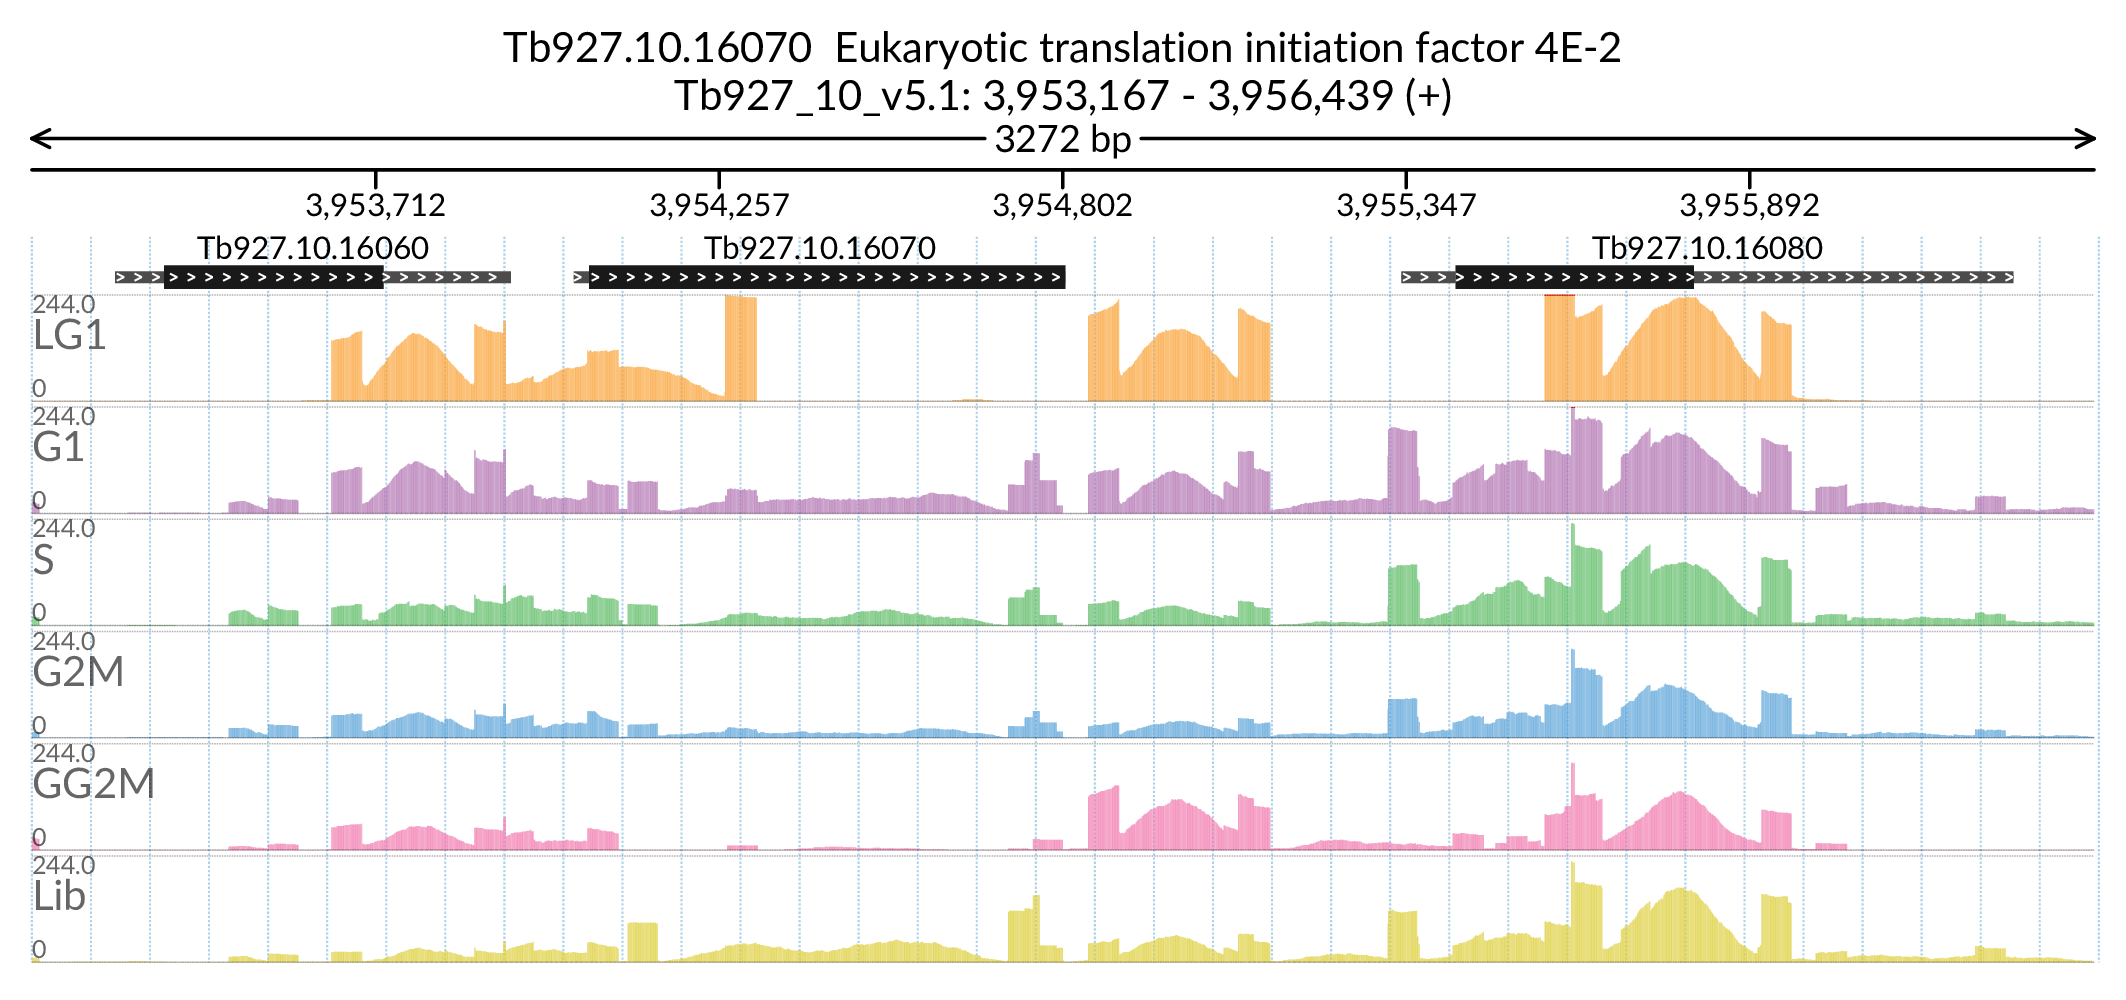 Tb927.10.16070  Eukaryotic translation initiation factor 4E-2
Tb927_10_v5.1: 3,953,167 - 3,956,439 (+)
3272 bp
3,953,712 3,954,257 3,954,802 3,955,347 3,955,892
Tb927.10.16060 Tb927.10.16070 Tb927.10.16080
244.0
LG1
0
244.0
G1
0
244.0
S
0
244.0
G2M
0
244.0
GG2M
0
244.0
Lib
0